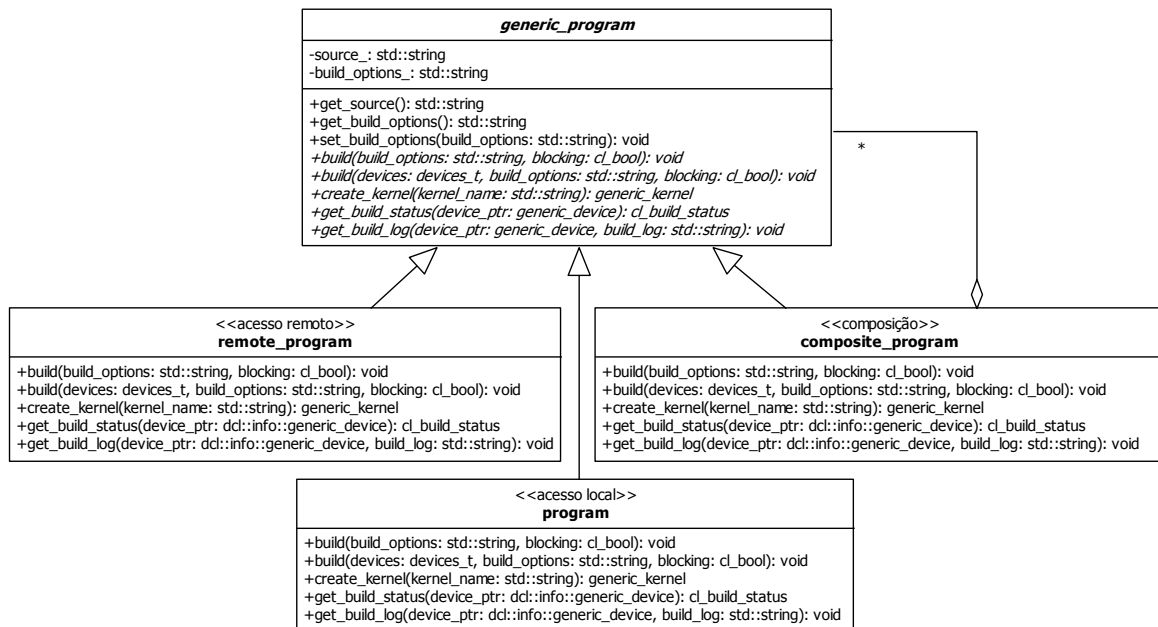 generic_program
-source_: std::string
-build_options_: std::string
+get_source(): std::string
+get_build_options(): std::string
+set_build_options(build_options: std::string): void
+build(build_options: std::string, blocking: cl_bool): void
+build(devices: devices_t, build_options: std::string, blocking: cl_bool): void
+create_kernel(kernel_name: std::string): generic_kernel
+get_build_status(device_ptr: generic_device): cl_build_status
+get_build_log(device_ptr: generic_device, build_log: std::string): void
*
<<acesso remoto>>
remote_program
+build(build_options: std::string, blocking: cl_bool): void
+build(devices: devices_t, build_options: std::string, blocking: cl_bool): void
+create_kernel(kernel_name: std::string): generic_kernel
+get_build_status(device_ptr: dcl::info::generic_device): cl_build_status
+get_build_log(device_ptr: dcl::info::generic_device, build_log: std::string): void
<<composição>>
composite_program
+build(build_options: std::string, blocking: cl_bool): void
+build(devices: devices_t, build_options: std::string, blocking: cl_bool): void
+create_kernel(kernel_name: std::string): generic_kernel
+get_build_status(device_ptr: dcl::info::generic_device): cl_build_status
+get_build_log(device_ptr: dcl::info::generic_device, build_log: std::string): void
<<acesso local>>
program
+build(build_options: std::string, blocking: cl_bool): void
+build(devices: devices_t, build_options: std::string, blocking: cl_bool): void
+create_kernel(kernel_name: std::string): generic_kernel
+get_build_status(device_ptr: dcl::info::generic_device): cl_build_status
+get_build_log(device_ptr: dcl::info::generic_device, build_log: std::string): void